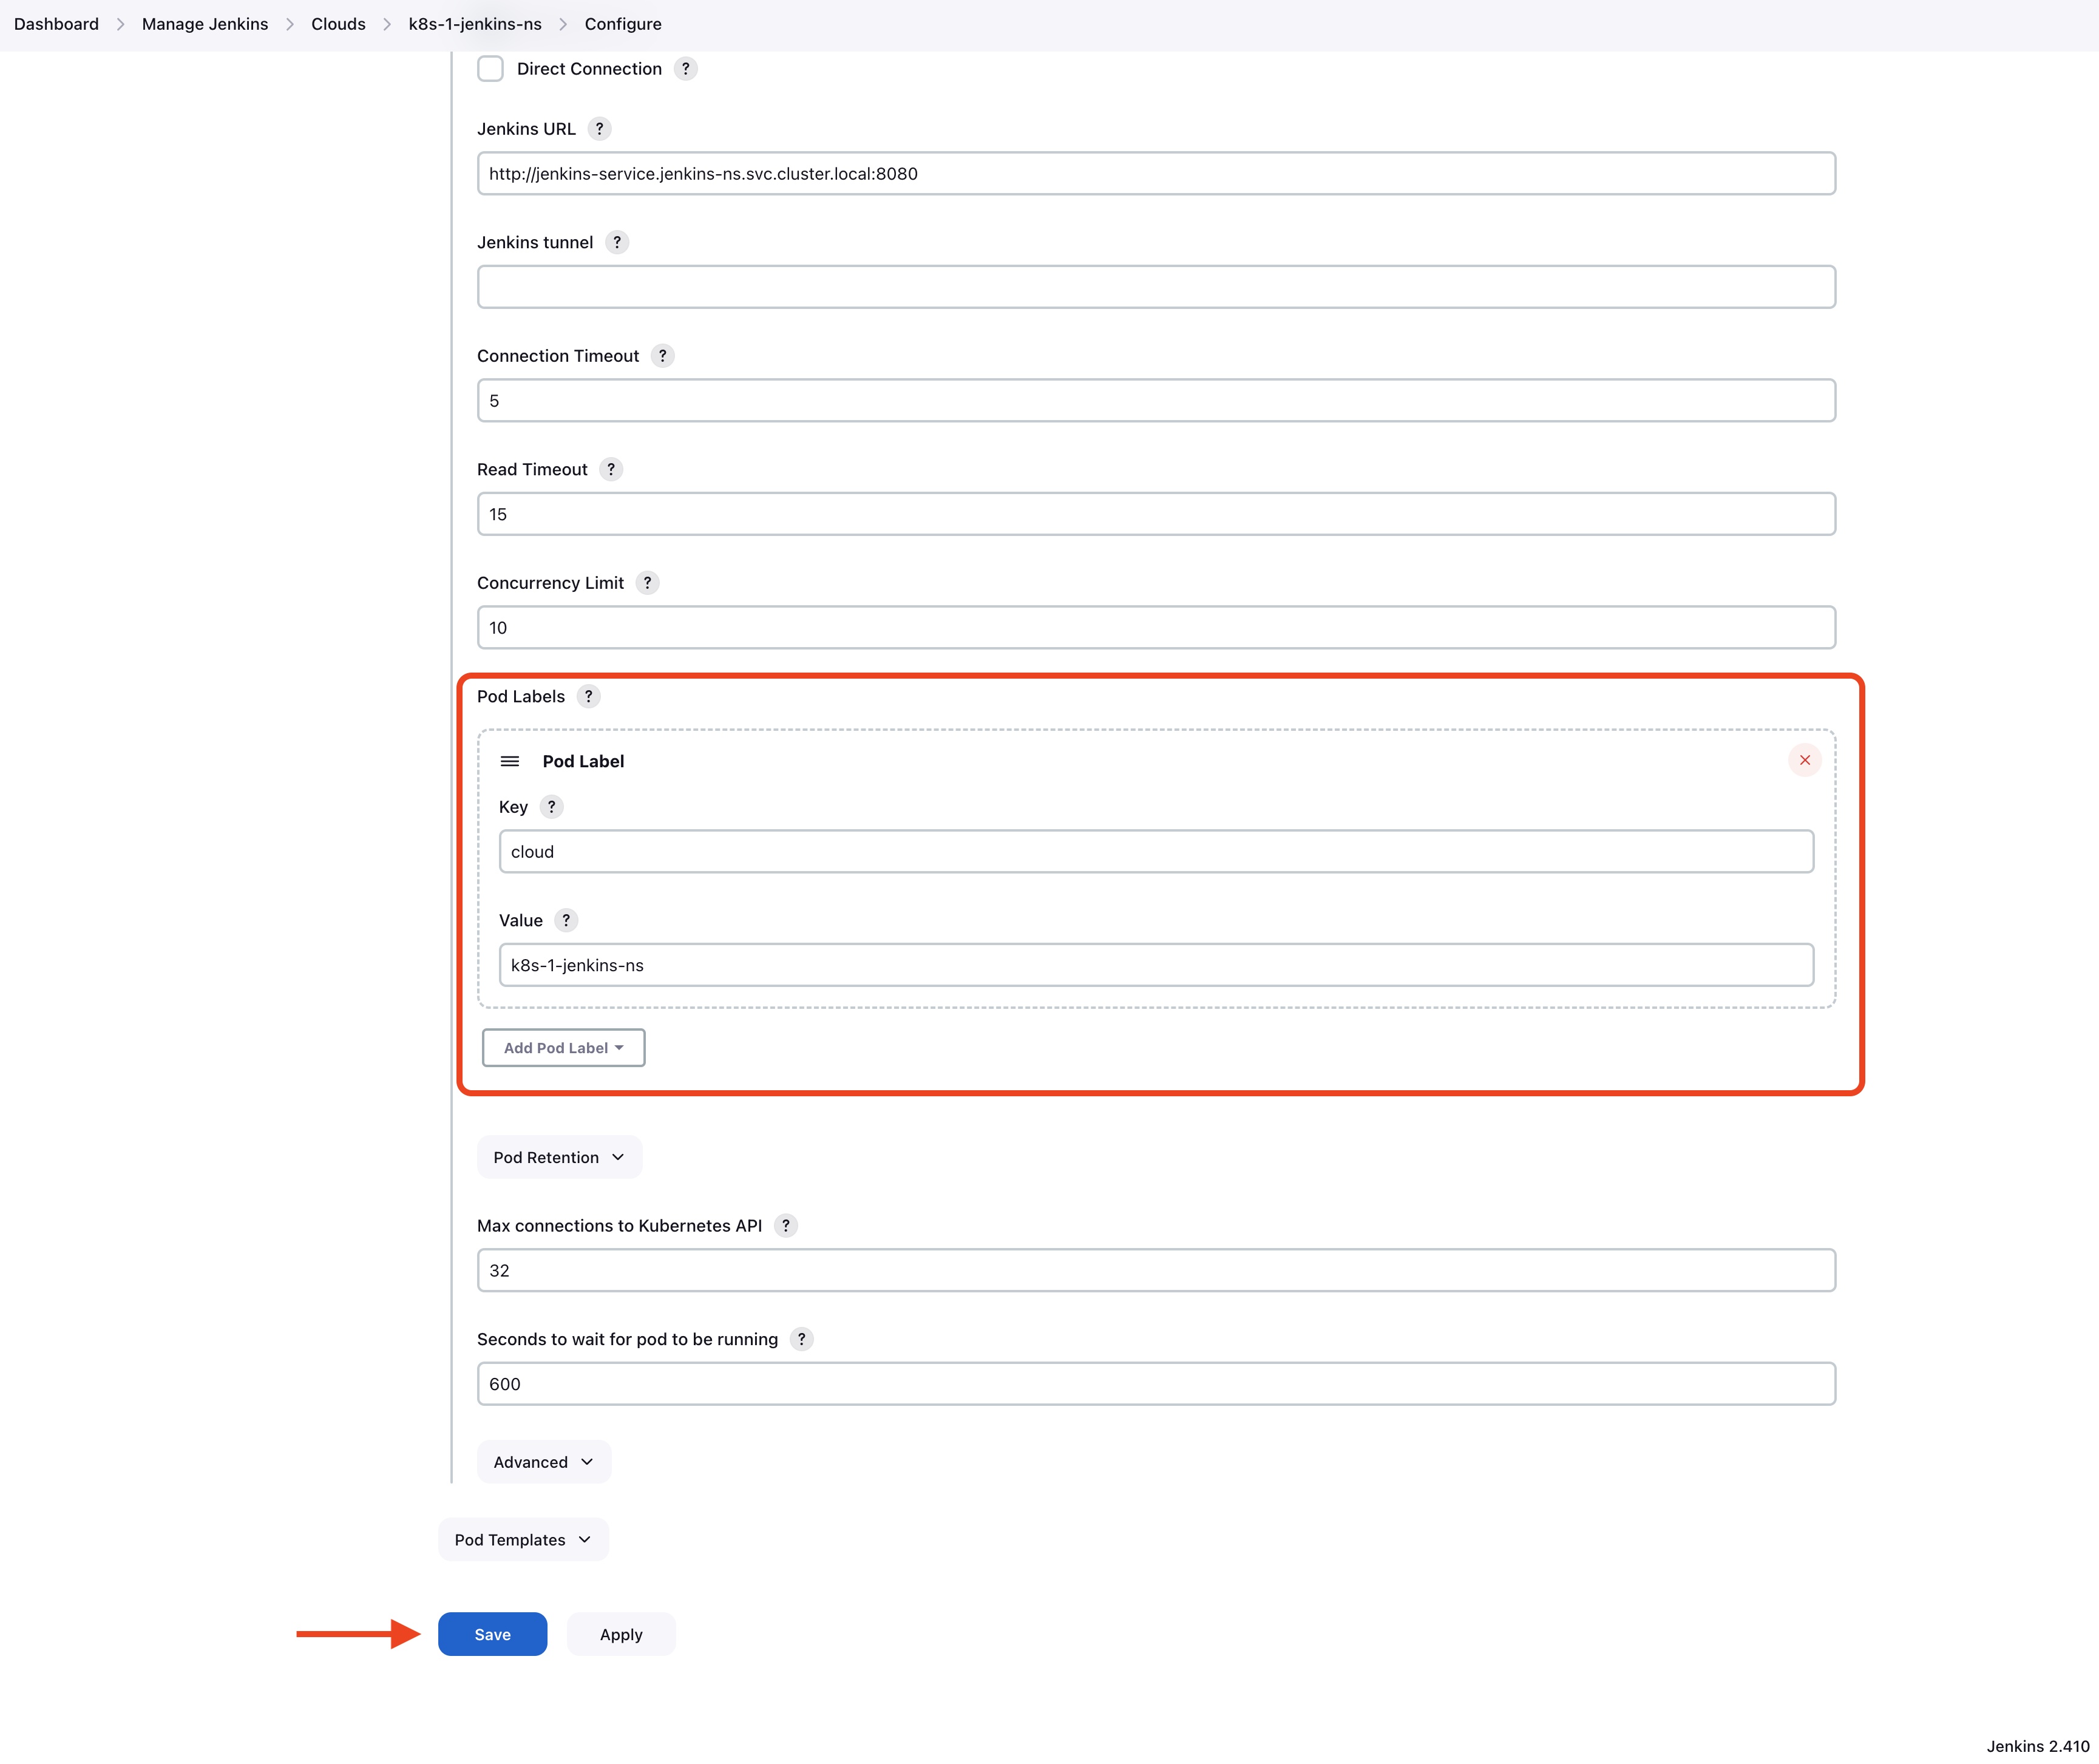 Dashboard > Manage Jenkins > Clouds > k8s-1-jenkins-ns > Configure
Direct Connection ?
Jenkins URL ?
http://jenkins-service.jenkins-ns.svc.cluster.local:8080
Jenkins tunnel ?
Connection Timeout ?
5
Read Timeout ?
15
Concurrency Limit ?
10
Pod Labels ?
Pod Label
Key ?
cloud
Value ?
k8s-1-jenkins-ns
Add Pod Label
Pod Retention
Max connections to Kubernetes API ?
32
Seconds to wait for pod to be running ?
600
Advanced
Pod Templates
Save Apply
Jenkins 2.410